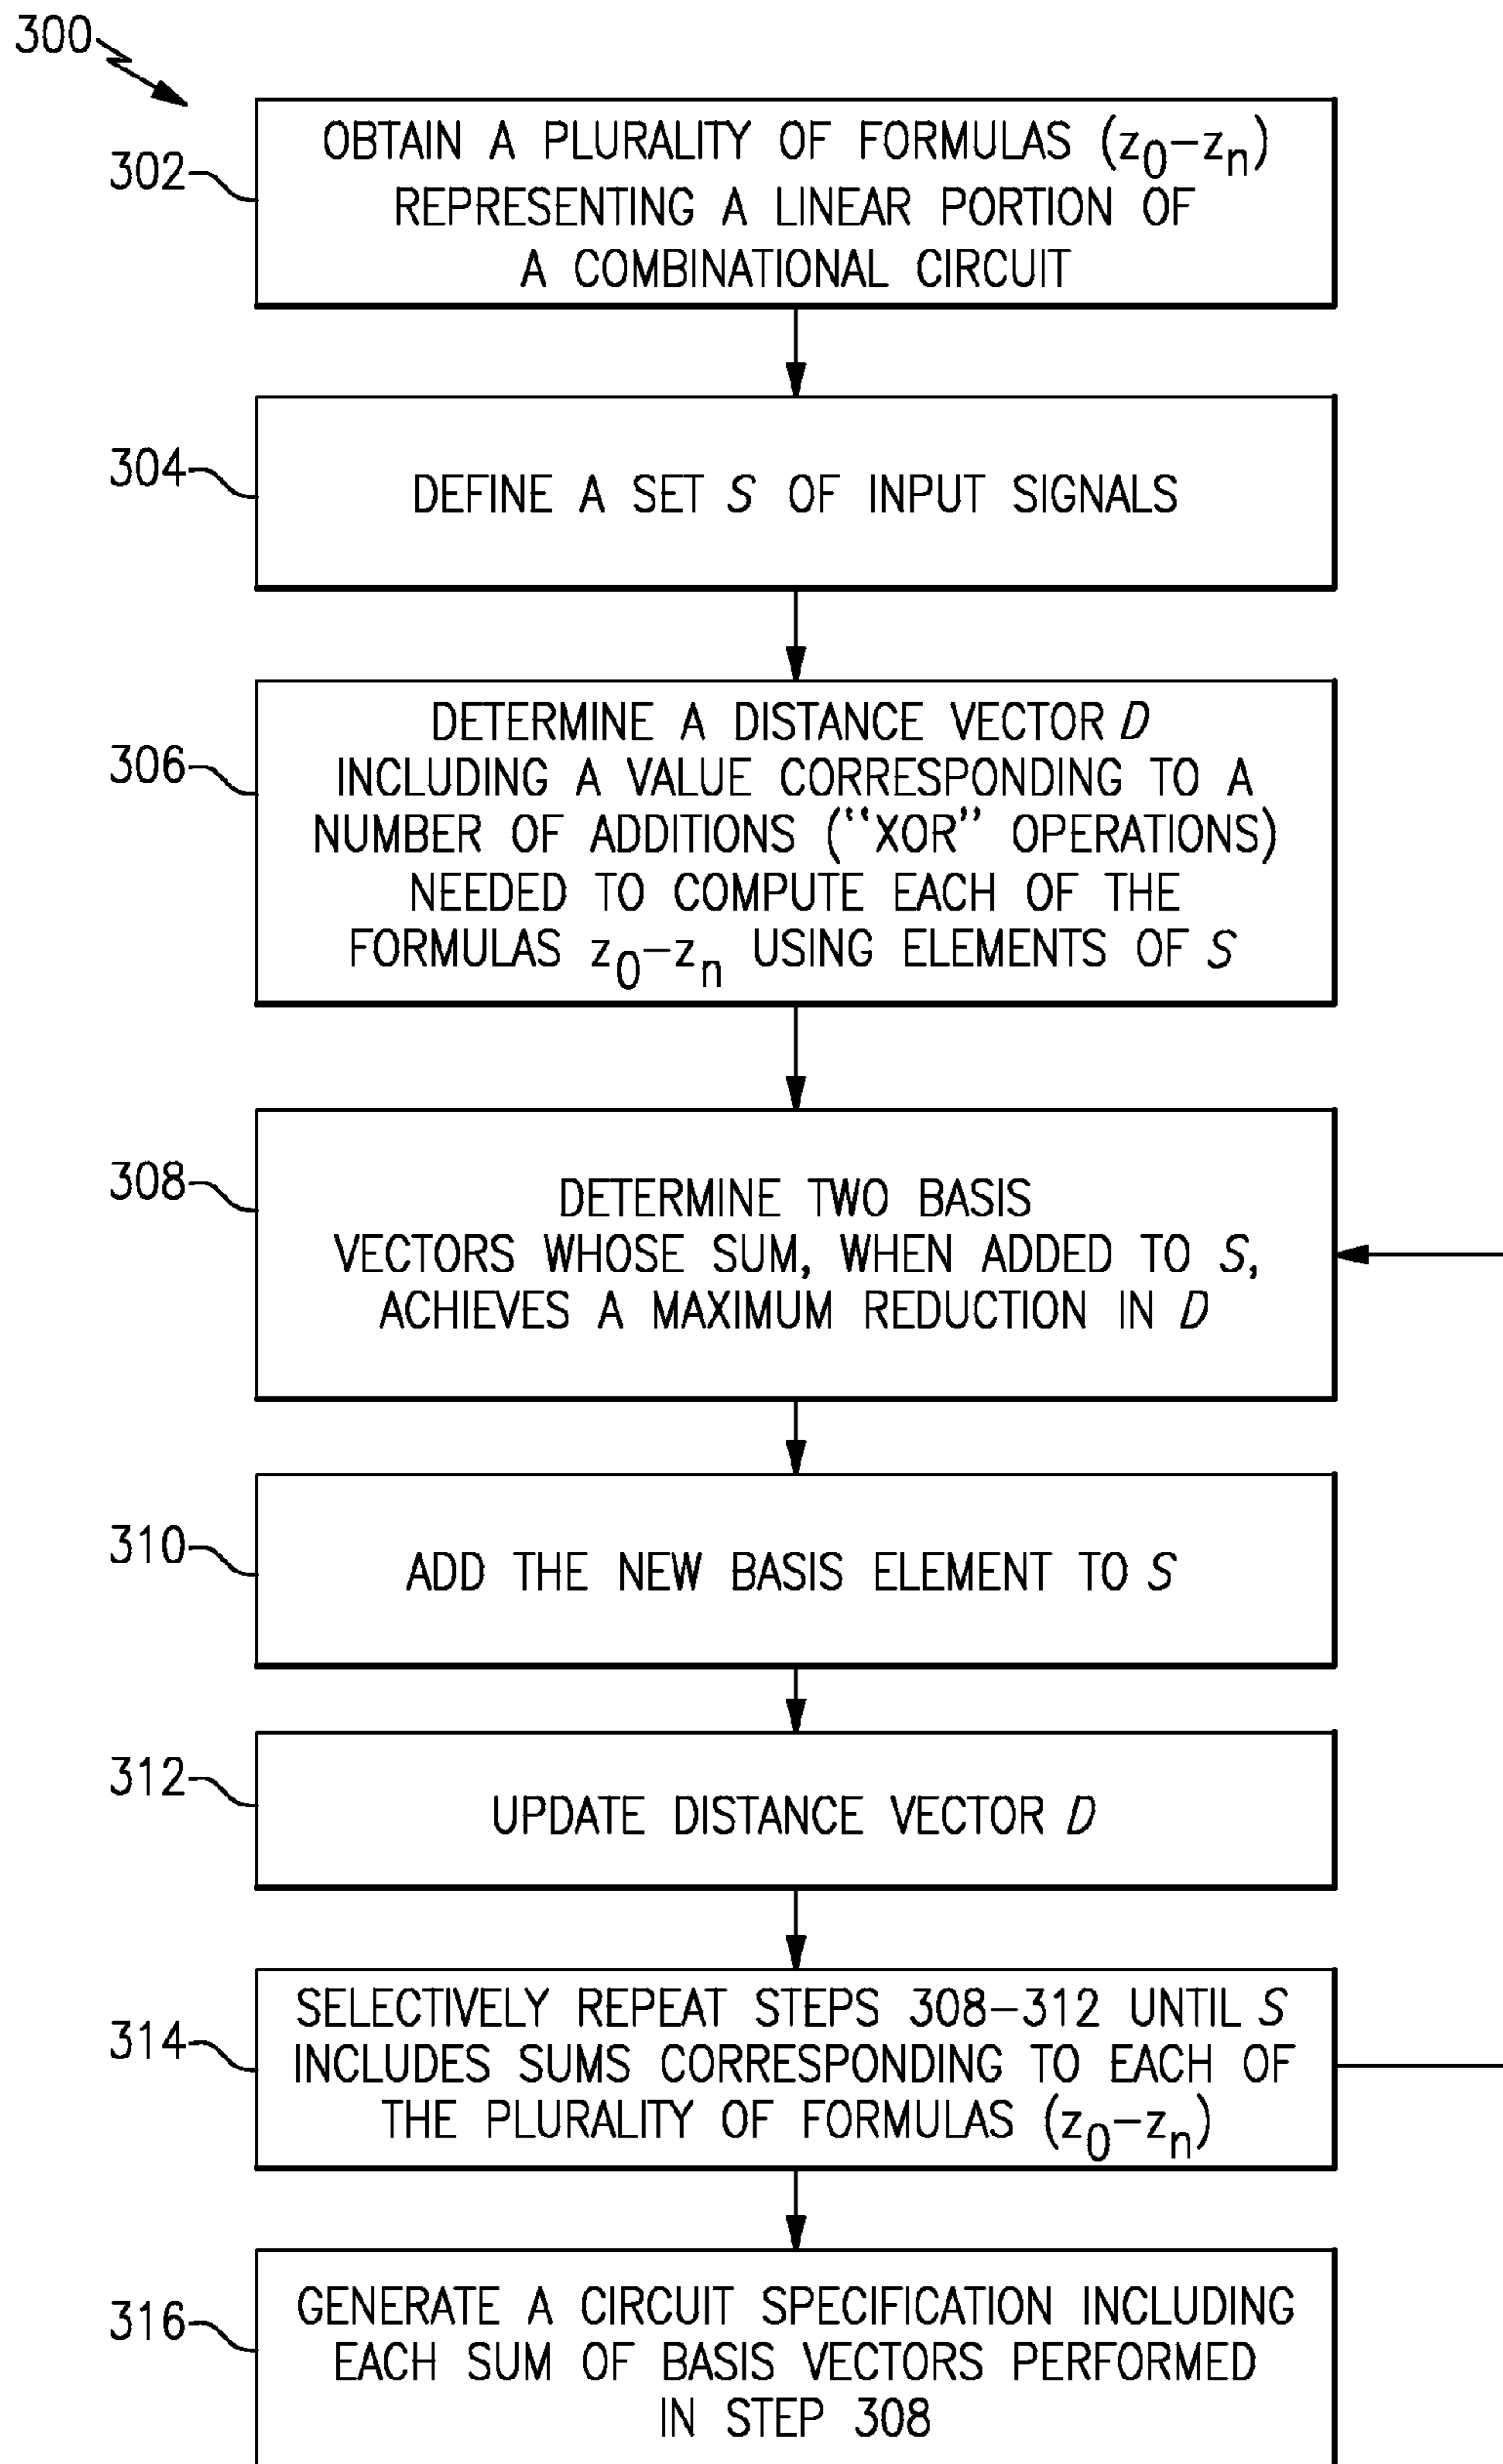 300
302
OBTAIN A PLURALITY OF FORMULAS (z0–zn)
REPRESENTING A LINEAR PORTION OF
A COMBINATIONAL CIRCUIT
304
DEFINE A SET S OF INPUT SIGNALS
306
DETERMINE A DISTANCE VECTOR D
INCLUDING A VALUE CORRESPONDING TO A
NUMBER OF ADDITIONS (“XOR” OPERATIONS)
NEEDED TO COMPUTE EACH OF THE
FORMULAS z0–zn USING ELEMENTS OF S
308
DETERMINE TWO BASIS
VECTORS WHOSE SUM, WHEN ADDED TO S,
ACHIEVES A MAXIMUM REDUCTION IN D
310
ADD THE NEW BASIS ELEMENT TO S
312
UPDATE DISTANCE VECTOR D
314
SELECTIVELY REPEAT STEPS 308–312 UNTIL S
INCLUDES SUMS CORRESPONDING TO EACH OF
THE PLURALITY OF FORMULAS (z0–zn)
316
GENERATE A CIRCUIT SPECIFICATION INCLUDING
EACH SUM OF BASIS VECTORS PERFORMED
IN STEP 308